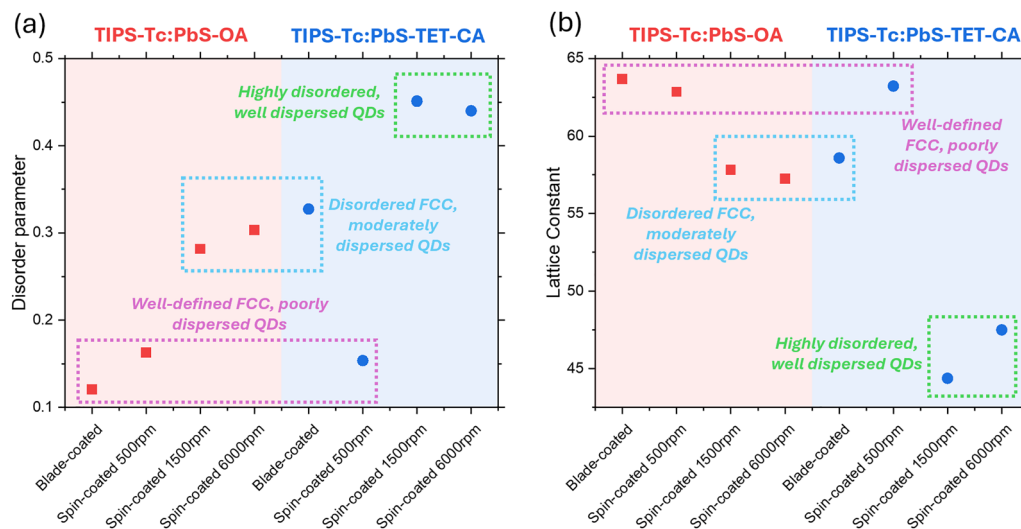 (a)
TIPS-Tc:PbS-OA
TIPS-Tc:PbS-TET-CA
Disorder parameter
0.5
0.4
0.3
0.2
0.1
Highly disordered,
well dispersed QDs
Disordered FCC,
moderately
dispersed QDs
Well-defined FCC, poorly
dispersed QDs
Blade-coated
Spin-coated 500rpm
Spin-coated 1500rpm
Spin-coated 6000rpm
Blade-coated
Spin-coated 500rpm
Spin-coated 1500rpm
Spin-coated 6000rpm
(b)
TIPS-Tc:PbS-OA
TIPS-Tc:PbS-TET-CA
Lattice Constant
65
60
55
50
45
Well-defined
FCC, poorly
dispersed QDs
Disordered FCC,
moderately
dispersed QDs
Highly disordered,
well dispersed QDs
Blade-coated
Spin-coated 500rpm
Spin-coated 1500rpm
Spin-coated 6000rpm
Blade-coated
Spin-coated 500rpm
Spin-coated 1500rpm
Spin-coated 6000rpm